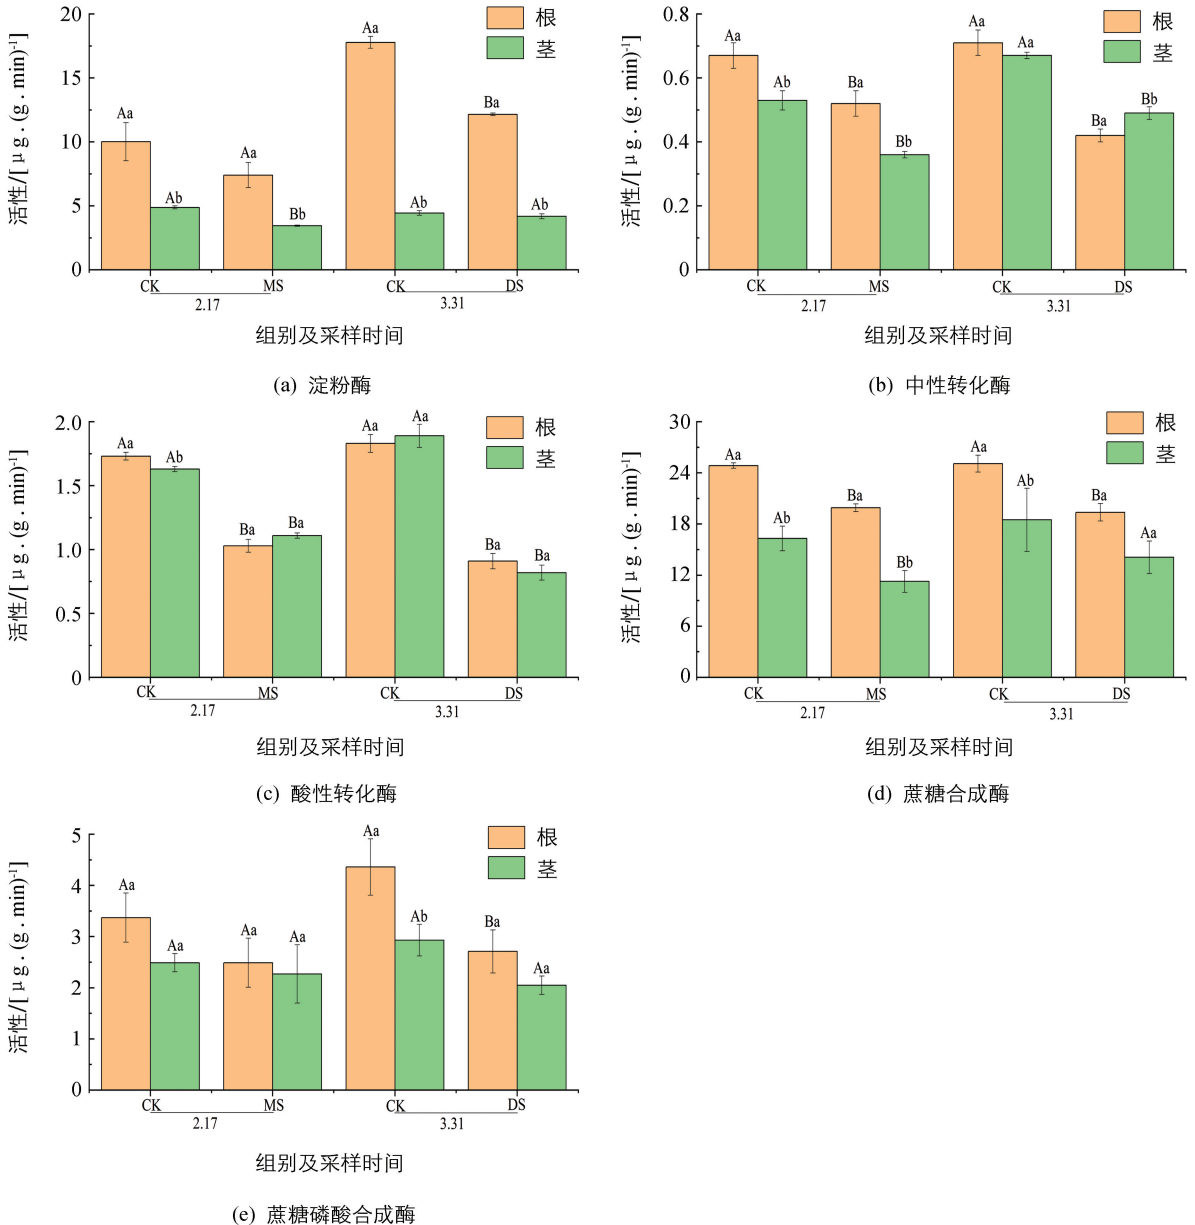 活性/[μg.(g.min)-1]
20
15
10
5
0
根
茎
Aa
Ab
Aa
Bb
Aa
Ab
Ba
Ab
CK
MS
CK
DS
2.17
3.31
组别及采样时间
(a) 淀粉酶
活性/[μg.(g.min)-1]
0.8
0.6
0.4
0.2
0
根
茎
Aa
Ab
Ba
Bb
Aa
Aa
Ba
Bb
CK
MS
CK
DS
2.17
3.31
组别及采样时间
(b) 中性转化酶
活性/[μg.(g.min)-1]
2.0
1.5
1.0
0.5
0
根
茎
Aa
Ab
Ba
Ba
Aa
Aa
Ba
Ba
CK
MS
CK
DS
2.17
3.31
组别及采样时间
(c) 酸性转化酶
活性/[μg.(g.min)-1]
30
24
18
12
6
0
根
茎
Aa
Ab
Ba
Bb
Aa
Ab
Ba
Aa
CK
MS
CK
DS
2.17
3.31
组别及采样时间
(d) 蔗糖合成酶
活性/[μg.(g.min)-1]
5
4
3
2
1
0
根
茎
Aa
Aa
Aa
Aa
Aa
Ab
Ba
Aa
CK
MS
CK
DS
2.17
3.31
组别及采样时间
(e) 蔗糖磷酸合成酶